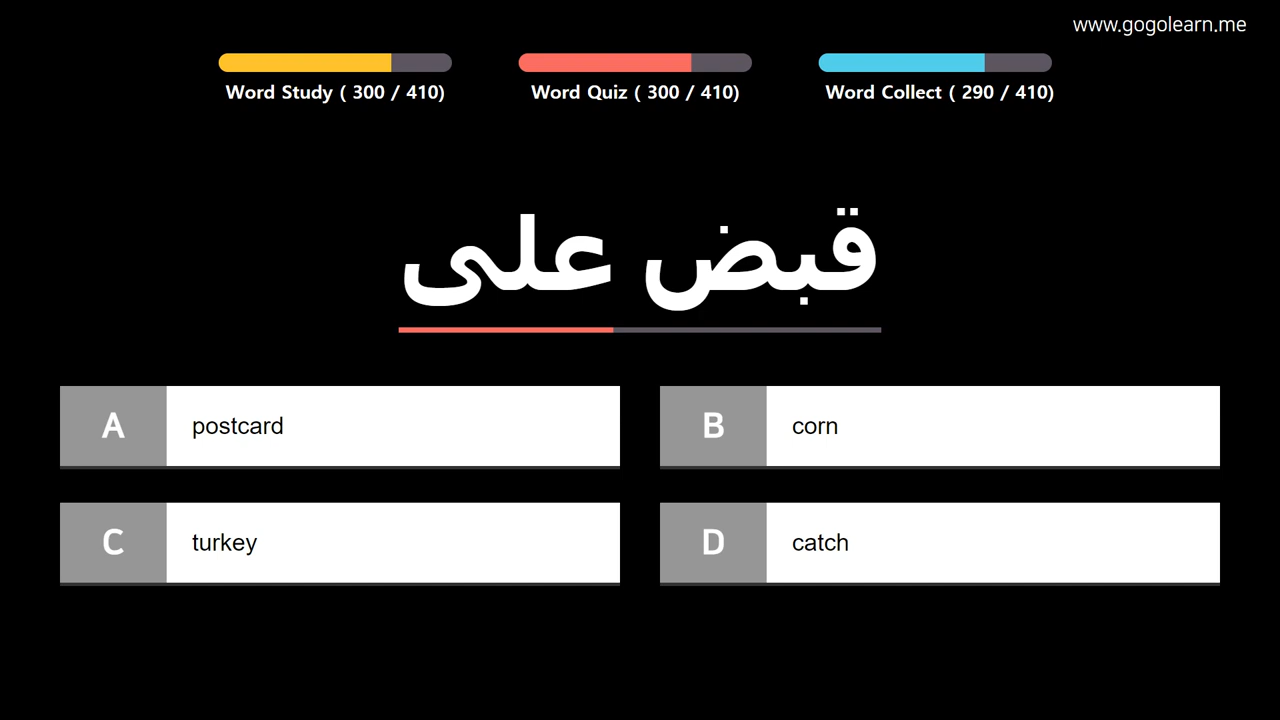 www.gogolearn.me
Word Study ( 300 / 410)
Word Quiz ( 300 / 410)
Word Collect ( 290 / 410)
قبض على
A postcard
B corn
C turkey
D catch